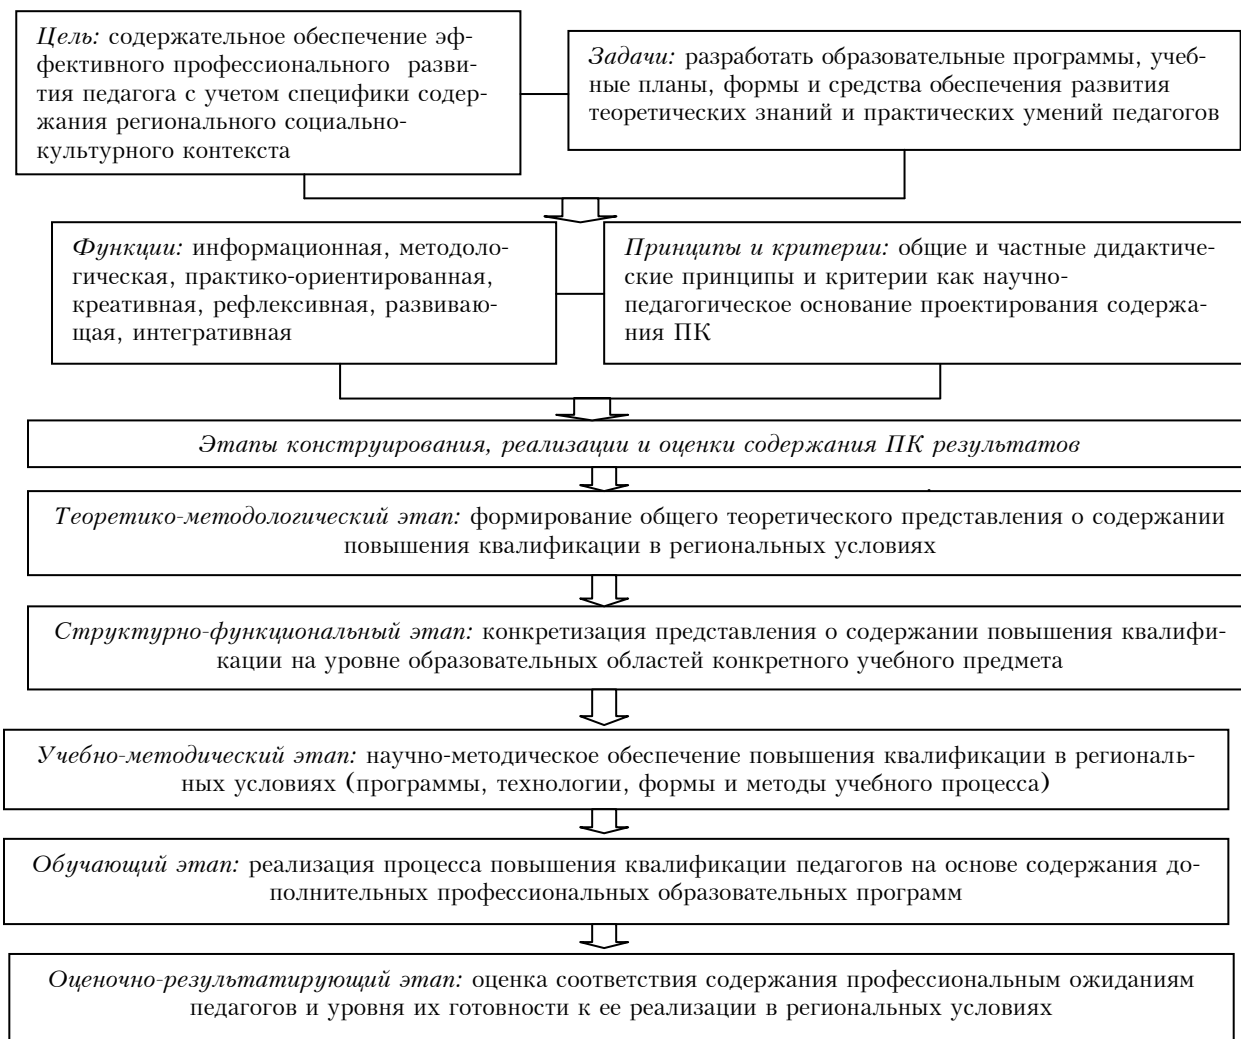 Цель: содержательное обеспечение эф-
фективного профессионального развити-
тия педагога с учетом специфики содер-
жания регионального социально-
культурного контекста
Задачи: разработать образовательные программы, учеб-
ные планы, формы и средства обеспечения развития
теоретических знаний и практических умений педагогов
Функции: информационная, методоло-
гическая, практико-ориентированная,
креативная, рефлексивная, развиваю-
щая, интегративная
Принципы и критерии: общие и частные дидактиче-
ские принципы и критерии как научно-
педагогическое основание проектирования содержа-
ния ПК
Этапы конструирования, реализации и оценки содержания ПК результатов
Теоретико-методологический этап: формирование общего теоретического представления о содержании
повышения квалификации в региональных условиях
Структурно-функциональный этап: конкретизация представления о содержании повышения квалифи-
кации на уровне образовательных областей конкретного учебного предмета
Учебно-методический этап: научно-методическое обеспечение повышения квалификации в региональ-
ных условиях (программы, технологии, формы и методы учебного процесса)
Обучающий этап: реализация процесса повышения квалификации педагогов на основе содержания до-
полнительных профессиональных образовательных программ
Оценочно-результатирующий этап: оценка соответствия содержания профессиональным ожиданиям
педагогов и уровня их готовности к ее реализации в региональных условиях